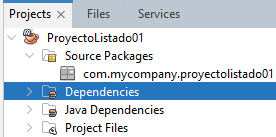 Projects × Files Services
ProyectoListado01
Source Packages
com.mycompany.proyectolistado01
Dependencies
Java Dependencies
Project Files